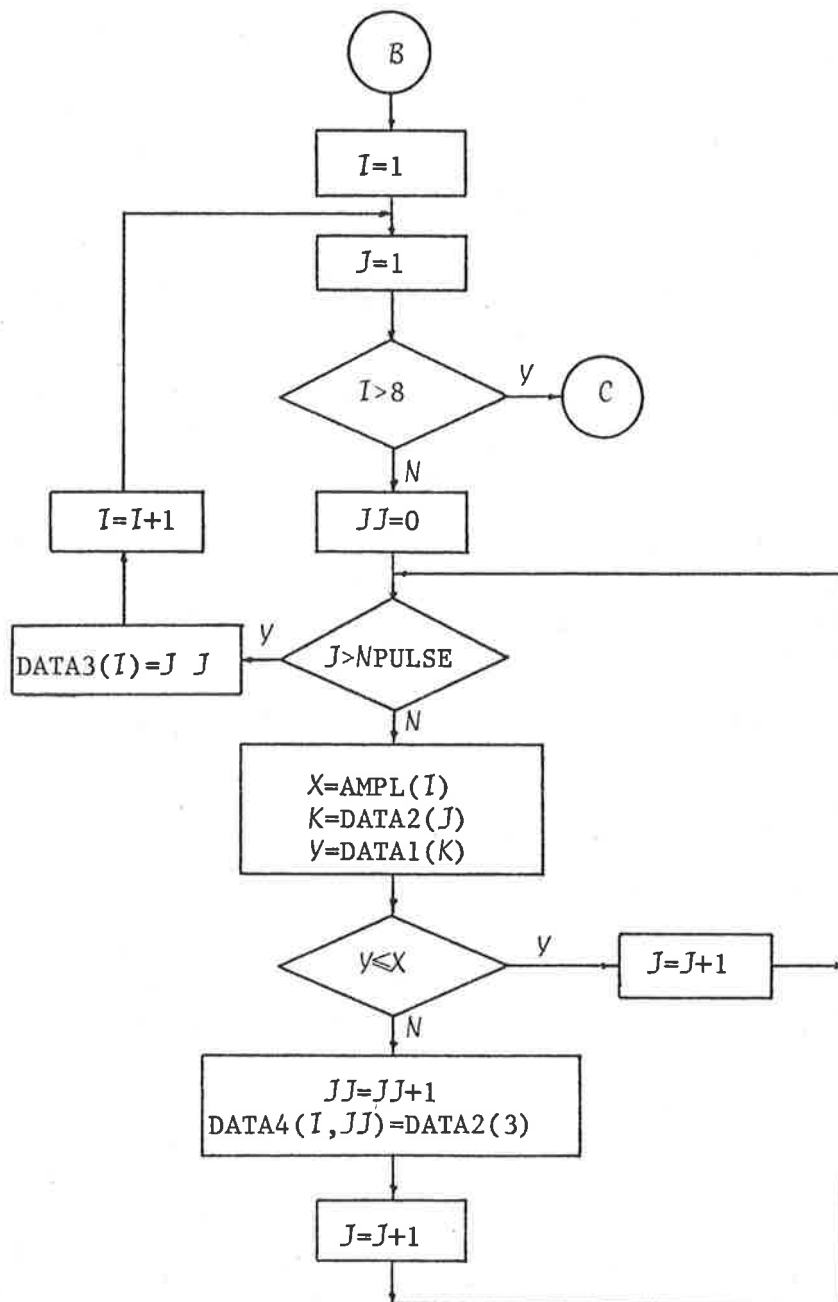 B
I=1
J=1
I>8
Y
C
N
I=I+1
JJ=0
Y
DATA3(I)=J J
J>NPULSE
N
X=AMPL(I)
K=DATA2(J)
Y=DATA1(K)
Y⩽X
Y
J=J+1
N
JJ=JJ+1
DATA4(I,JJ)=DATA2(3)
J=J+1